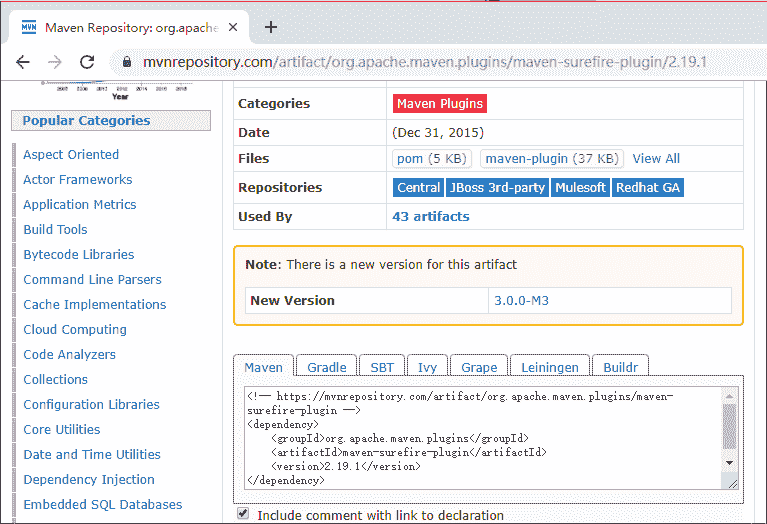 Maven Repository: org.apache
mvnrepository.com/artifact/org.apache.maven.plugins/maven-surefire-plugin/2.19.1
Year
Popular Categories
Aspect Oriented
Actor Frameworks
Application Metrics
Build Tools
Bytecode Libraries
Command Line Parsers
Cache Implementations
Cloud Computing
Code Analyzers
Collections
Configuration Libraries
Core Utilities
Date and Time Utilities
Dependency Injection
Embedded SQL Databases
Categories Maven Plugins
Date (Dec 31, 2015)
Files pom (5 KB) maven-plugin (37 KB) View All
Repositories Central JBoss 3rd-party Mulesoft Redhat GA
Used By 43 artifacts
Note: There is a new version for this artifact
New Version 3.0.0-M3
Maven Gradle SBT Ivy Grape Leiningen Buildr
<!-- https://mvnrepository.com/artifact/org.apache.maven.plugins/maven-
surefire-plugin -->
<dependency>
<groupId>org.apache.maven.plugins</groupId>
<artifactId>maven-surefire-plugin</artifactId>
<version>2.19.1</version>
</dependency>
Include comment with link to declaration